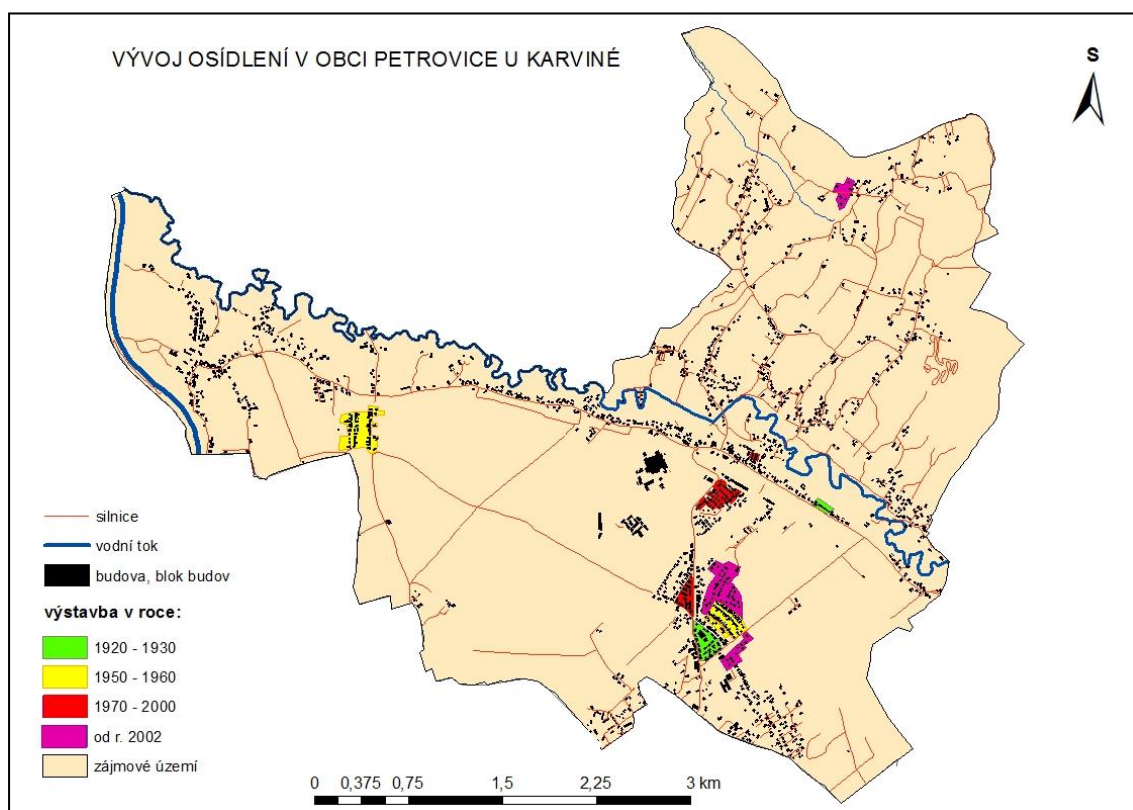 VÝVOJ OSÍDLENÍ V OBCI PETROVICE U KARVINÉ
S
silnice
vodní tok
budova, blok budov
výstavba v roce:
1920 - 1930
1950 - 1960
1970 - 2000
od r. 2002
zájmové území
0 0,375 0,75 1,5 2,25 3 km